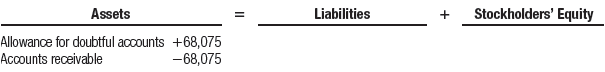 Assets = Liabilities + Stockholders' Equity
Allowance for doubtful accounts +68,075
Accounts receivable −68,075